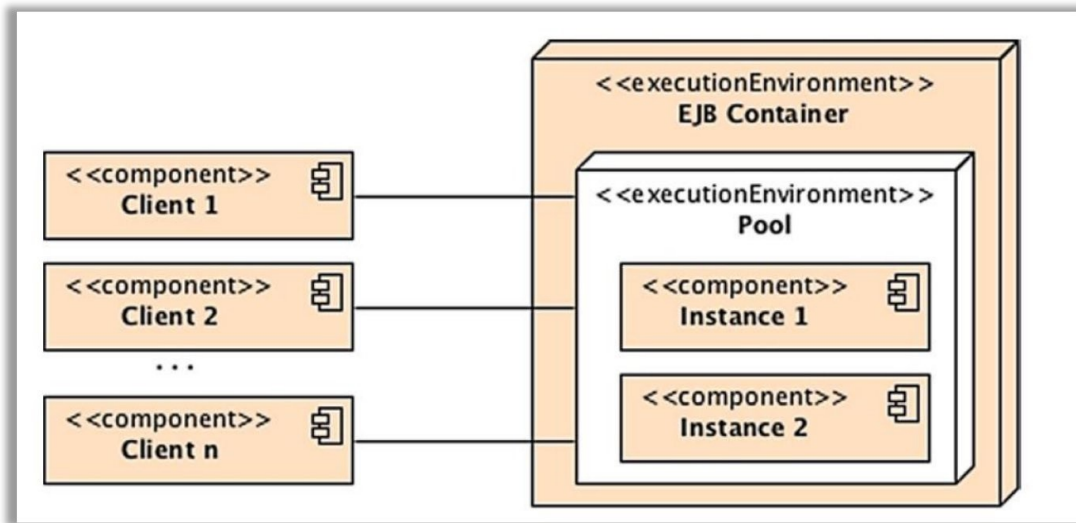 <<executionEnvironment>>
EJB Container
<<component>>
Client 1
<<executionEnvironment>>
Pool
<<component>>
Client 2
<<component>>
Instance 1
...
<<component>>
Client n
<<component>>
Instance 2